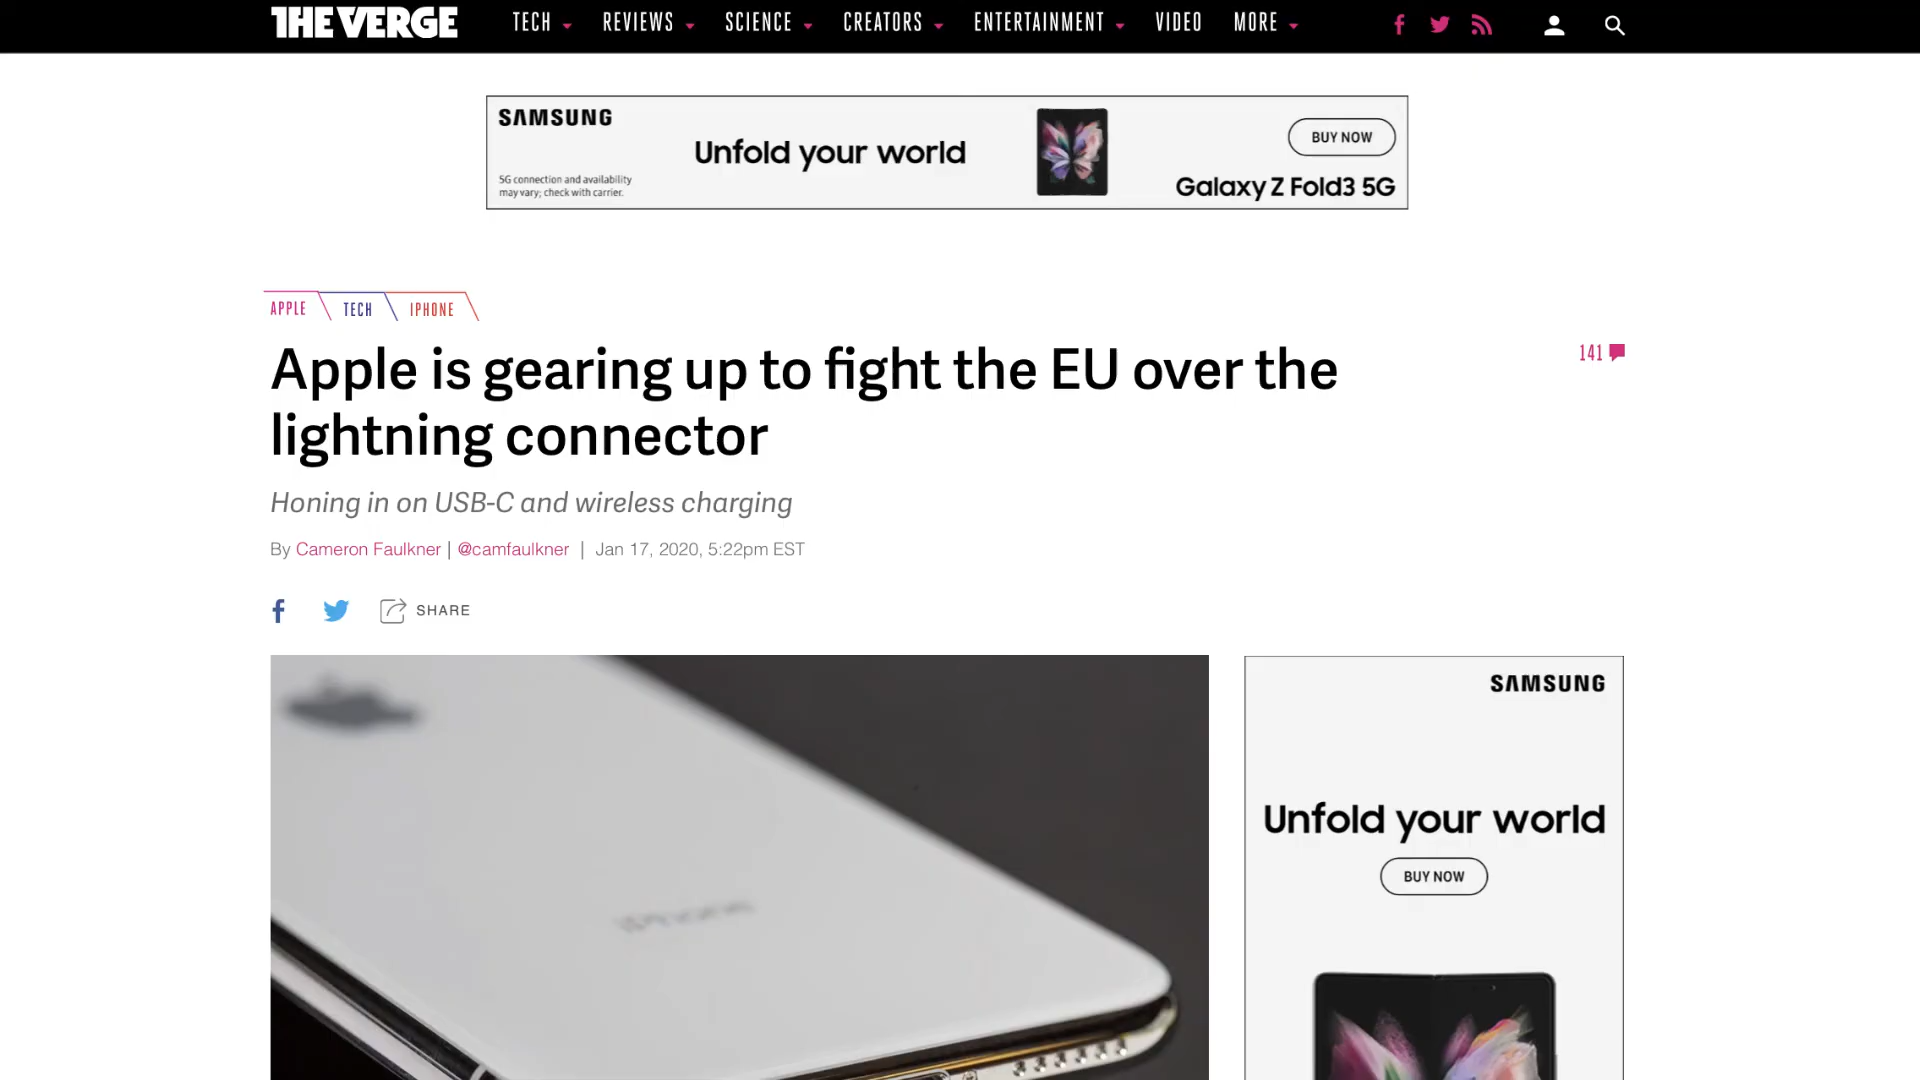 THE VERGE
TECH REVIEWS SCIENCE CREATORS ENTERTAINMENT VIDEO MORE
SAMSUNG
5G connection and availability
may vary; check with carrier.
Unfold your world
BUY NOW
Galaxy Z Fold3 5G
APPLE TECH IPHONE
Apple is gearing up to fight the EU over the
lightning connector
141
Honing in on USB-C and wireless charging
By Cameron Faulkner | @camfaulkner | Jan 17, 2020, 5:22pm EST
SHARE
iPhone
SAMSUNG
Unfold your world
BUY NOW